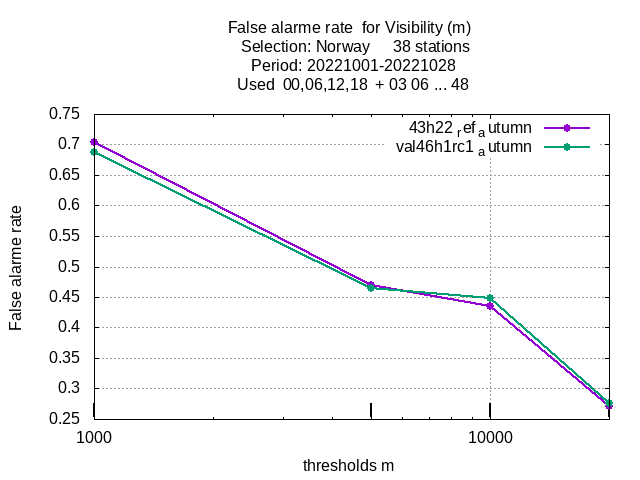 False alarme rate  for Visibility (m)
Selection: Norway     38 stations
Period: 20221001-20221028
Used  00,06,12,18  + 03 06 ... 48
43h22_ref_autumn
val46h1rc1_autumn
0.75
0.7
0.65
0.6
0.55
0.5
0.45
0.4
0.35
0.3
0.25
False alarme rate
1000
10000
thresholds m